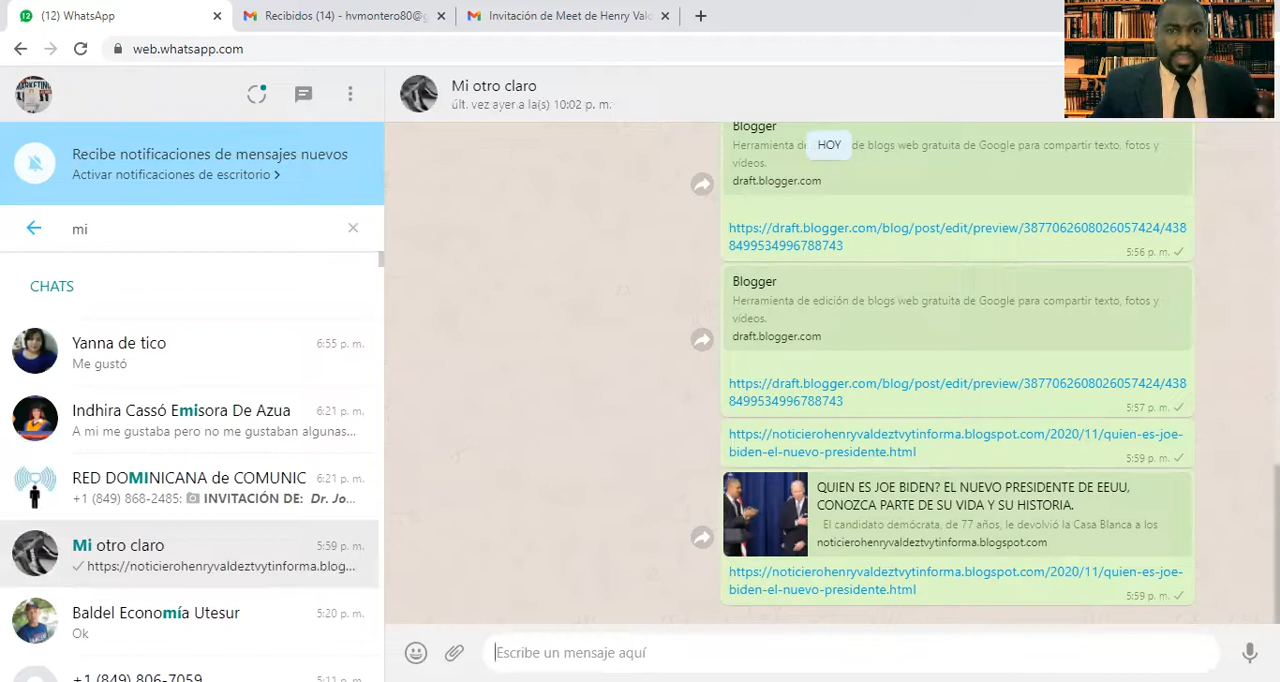 (12) WhatsApp
Recibidos (14) - hvmontero80@g
Invitación de Meet de Henry Vald
web.whatsapp.com
MARKETING
Recibe notificaciones de mensajes nuevos
Activar notificaciones de escritorio >
mi
CHATS
Yanna de tico
6:55 p. m.
Me gustó
Indhira Cassó Emisora De Azua
6:21 p. m.
A mi me gustaba pero no me gustaban algunas...
RED DOMINICANA de COMUNIC
6:21 p. m.
+1 (849) 868-2485: INVITACIÓN DE: Dr. Jo...
Mi otro claro
5:59 p. m.
https://noticierohenryvaldeztvytinforma.blog...
Baldel Economía Utesur
5:20 p. m.
Ok
+1 (849) 806-7059
5:11 p. m.
Mi otro claro
últ. vez ayer a la(s) 10:02 p. m.
HOY
Blogger
Herramienta de de blogs web gratuita de Google para compartir texto, fotos y
vídeos.
draft.blogger.com
https://draft.blogger.com/blog/post/edit/preview/3877062608026057424/438
8499534996788743
5:56 p. m.
Blogger
Herramienta de edición de blogs web gratuita de Google para compartir texto, fotos y
vídeos.
draft.blogger.com
https://draft.blogger.com/blog/post/edit/preview/3877062608026057424/438
8499534996788743
5:57 p. m.
https://noticierohenryvaldeztvytinforma.blogspot.com/2020/11/quien-es-joe-
biden-el-nuevo-presidente.html
5:59 p. m.
QUIEN ES JOE BIDEN? EL NUEVO PRESIDENTE DE EEUU,
CONOZCA PARTE DE SU VIDA Y SU HISTORIA.
El candidato demócrata, de 77 años, le devolvió la Casa Blanca a los
noticierohenryvaldeztvytinforma.blogspot.com
https://noticierohenryvaldeztvytinforma.blogspot.com/2020/11/quien-es-joe-
biden-el-nuevo-presidente.html
5:59 p. m.
Escribe un mensaje aquí